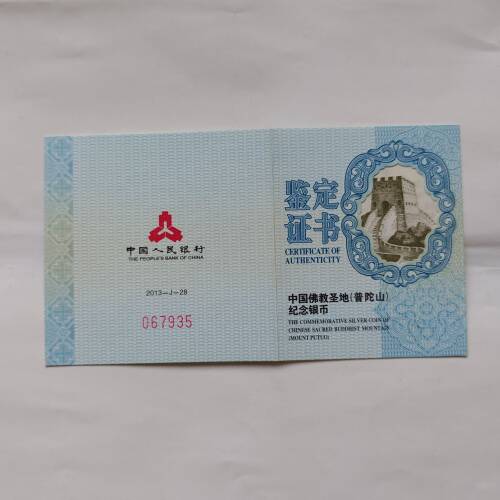 中国人民银行
THE PEOPLE'S BANK OF CHINA
2013—J—28
067935
鉴定
证书
CERTIFICATE OF
AUTHENTICITY
中国佛教圣地(普陀山)
纪念银币
THE COMMEMORATIVE SILVER COIN OF
CHINESE SACRED BUDDHIST MOUNTAIN
(MOUNT PUTUO)